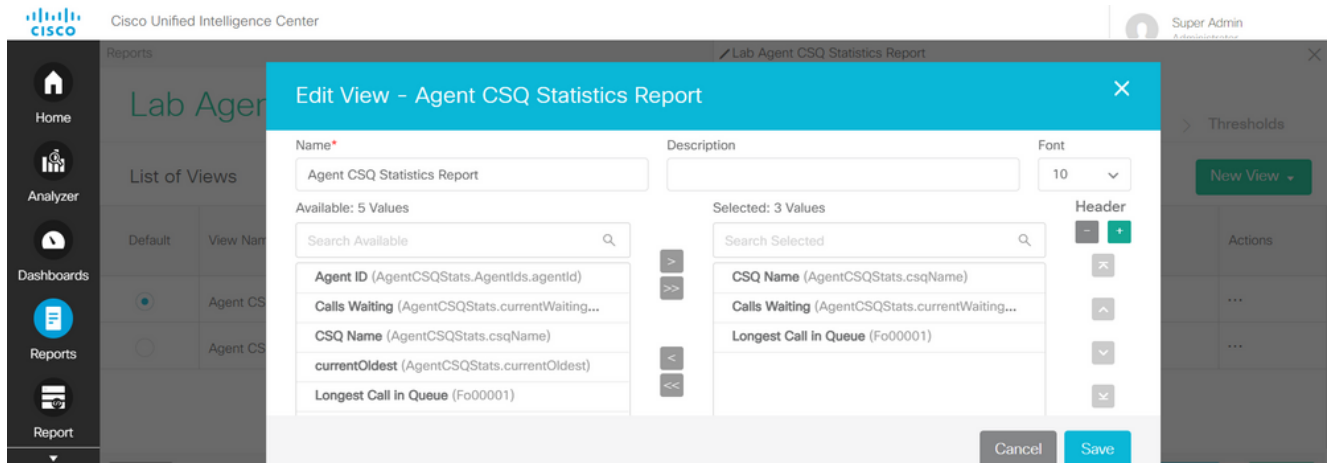 CISCO
Cisco Unified Intelligence Center
Super Admin
Administrator
Reports
Lab Agent CSQ Statistics Report
Home
Analyzer
Dashboards
Reports
Report
Lab Agen
Thresholds
List of Views
New View
Default
View Nam
Actions
Agent CS
...
Agent CS
...
Edit View - Agent CSQ Statistics Report
Name*
Description
Font
Agent CSQ Statistics Report
10
Available: 5 Values
Selected: 3 Values
Header
Search Available
Search Selected
- +
Agent ID (AgentCSQStats.AgentIds.agentId)
Calls Waiting (AgentCSQStats.currentWaiting...
CSQ Name (AgentCSQStats.csqName)
currentOldest (AgentCSQStats.currentOldest)
Longest Call in Queue (Fo00001)
>
>>
<
<<
CSQ Name (AgentCSQStats.csqName)
Calls Waiting (AgentCSQStats.currentWaiting...
Longest Call in Queue (Fo00001)
Cancel
Save